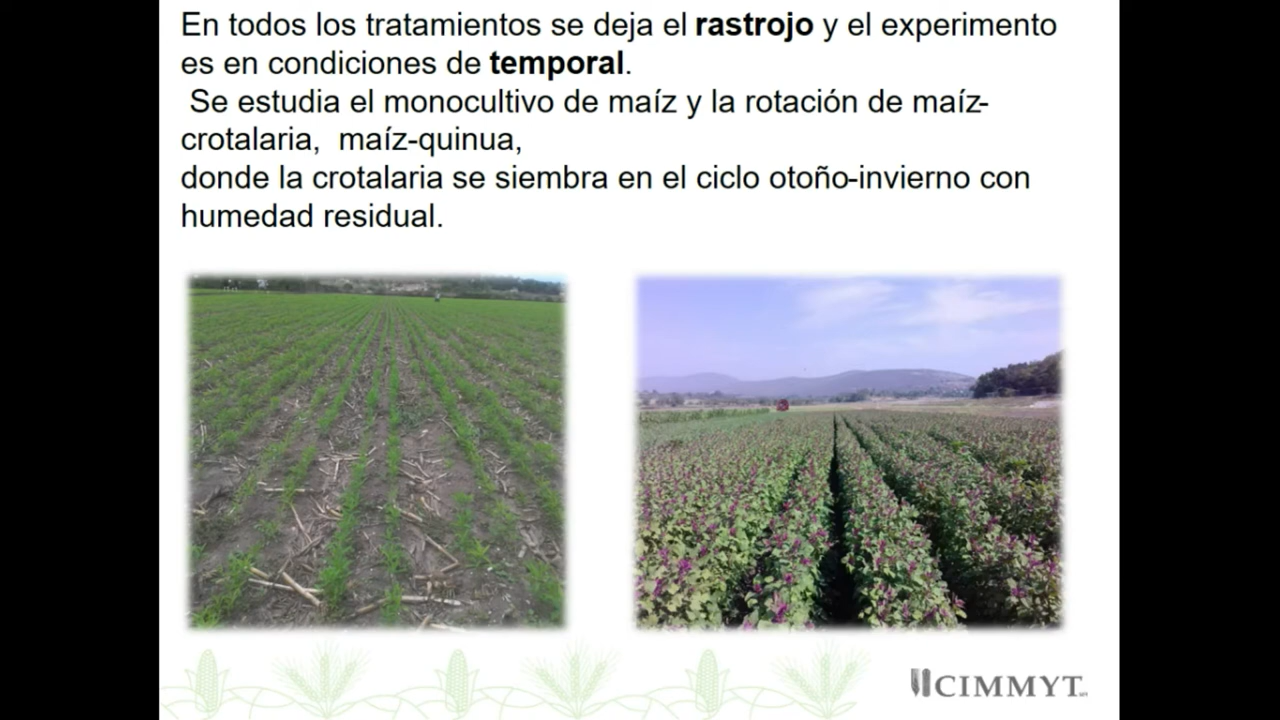 En todos los tratamientos se deja el rastrojo y el experimento
es en condiciones de temporal.
Se estudia el monocultivo de maíz y la rotación de maíz-
crotalaria, maíz-quinua,
donde la crotalaria se siembra en el ciclo otoño-invierno con
humedad residual.
CIMMYT